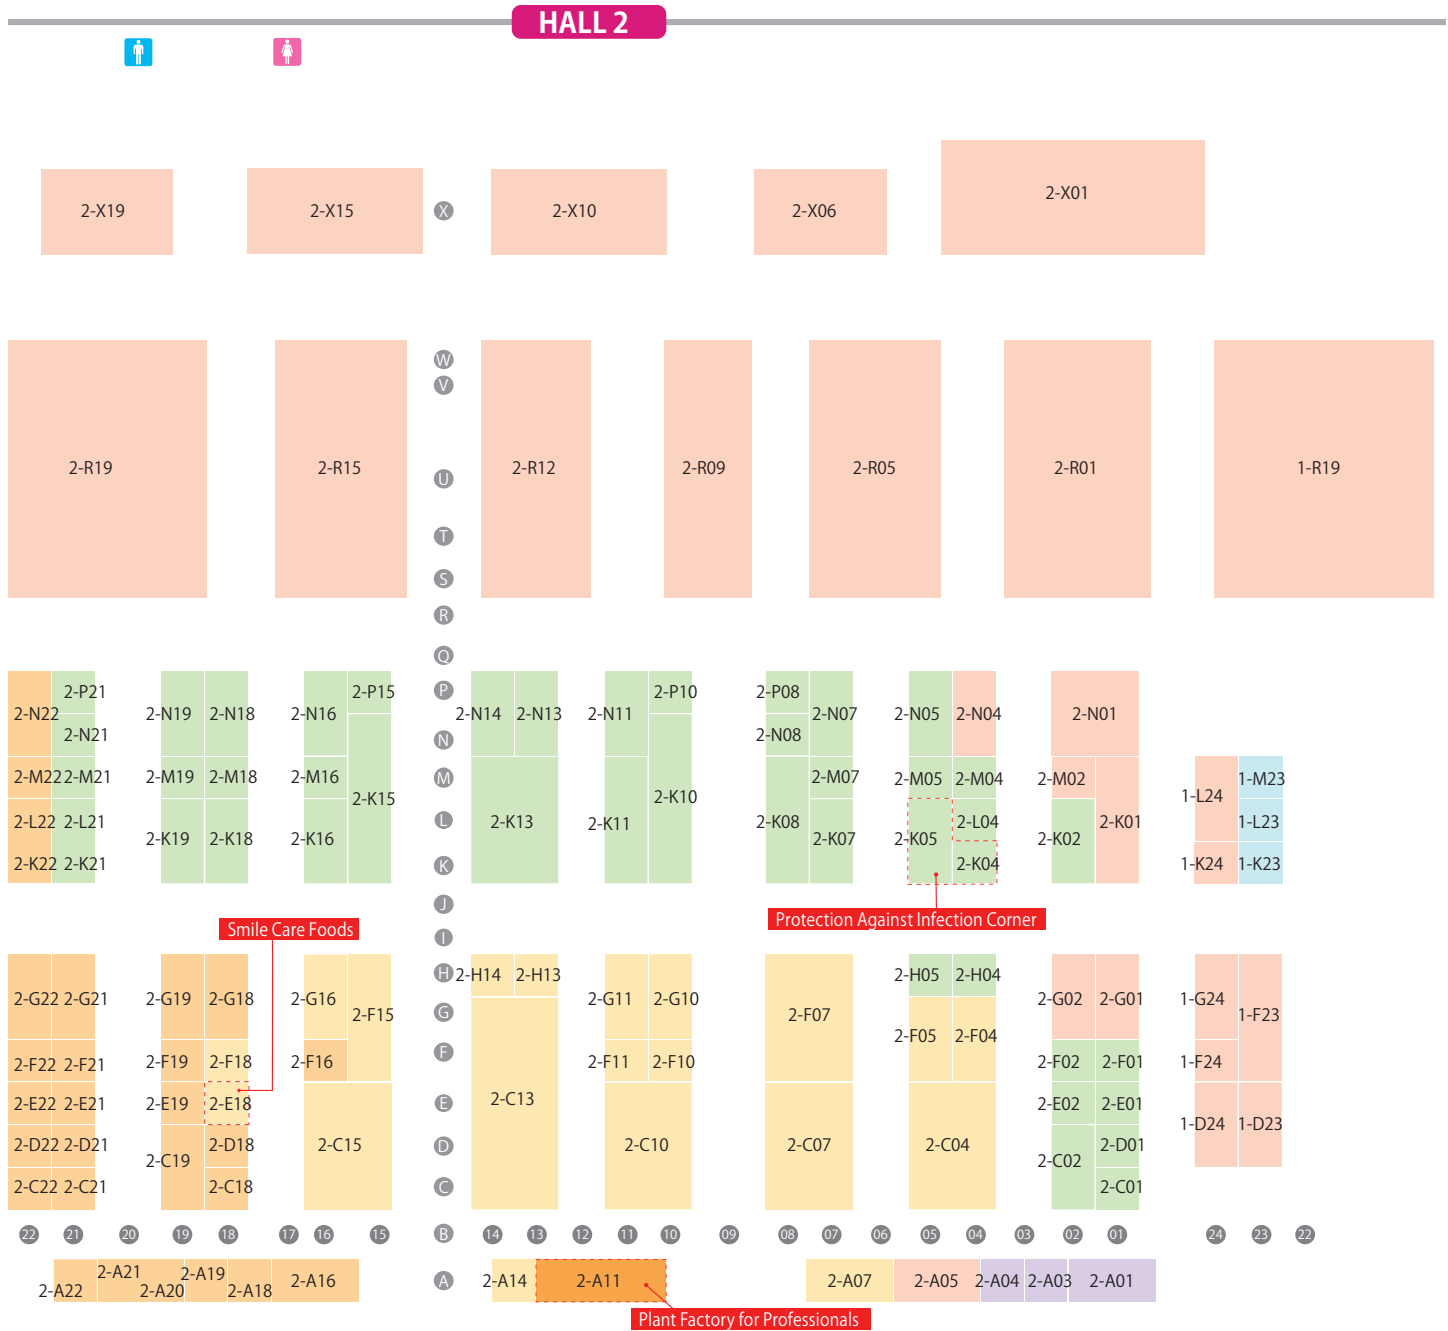 HALL 2
2-X19 2-X15 X 2-X10 2-X06 2-X01
W
V
2-R19 2-R15 2-R12 2-R09 2-R05 2-R01 1-R19
U
T
S
R
Q
2-P21 2-P15 P 2-P10 2-P08
2-N22 2-N19 2-N18 2-N16 2-N14 2-N13 2-N11 2-N07 2-N05 2-N04 2-N01
2-N21 N 2-N08
2-M22 2-M21 2-M19 2-M18 2-M16 M 2-M07 2-M05 2-M04 2-M02 1-M23
2-K15 2-K10 1-L24
2-L22 2-L21 L 2-K13 2-L04 2-K01 1-L23
2-K19 2-K18 2-K16 2-K11 2-K08 2-K07 2-K05 2-K02
2-K22 2-K21 K 2-K04 1-K24 1-K23
J
Smile Care Foods Protection Against Infection Corner
I
H 2-H14 2-H13 2-H05 2-H04
2-G22 2-G21 2-G19 2-G18 2-G16 2-G11 2-G10 2-G02 2-G01 1-G24
2-F15 G 2-F07 1-F23
2-F05 2-F04
2-F22 2-F21 2-F19 2-F18 2-F16 F 2-F11 2-F10 2-F02 2-F01 1-F24
2-E22 2-E21 2-E19 2-E18 E 2-C13 2-E02 2-E01
1-D24 1-D23
2-D22 2-D21 2-D18 2-C15 D 2-C10 2-C07 2-C04 2-D01
2-C19 2-C02
2-C22 2-C21 2-C18 C 2-C01
22 21 20 19 18 17 16 15 B 14 13 12 11 10 09 08 07 06 05 04 03 02 01 24 23 22
2-A21 2-A19
2-A16 A 2-A14 2-A11 2-A07 2-A05 2-A04 2-A03 2-A01
2-A22 2-A20 2-A18
Plant Factory for Professionals